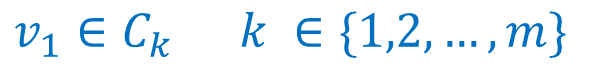 v₁ ∈ Cₖ k ∈ {1,2, … , m}